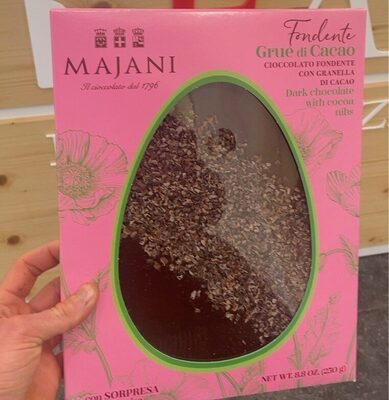 MAJANI
Il cioccolato dal 1796
Fondente
Grue di Cacao
CIOCCOLATO FONDENTE
CON GRANELLA
DI CACAO
Dark chocolate
with cocoa
nibs
con SORPRESA
NET WT. 8.8 OZ. (250 g)